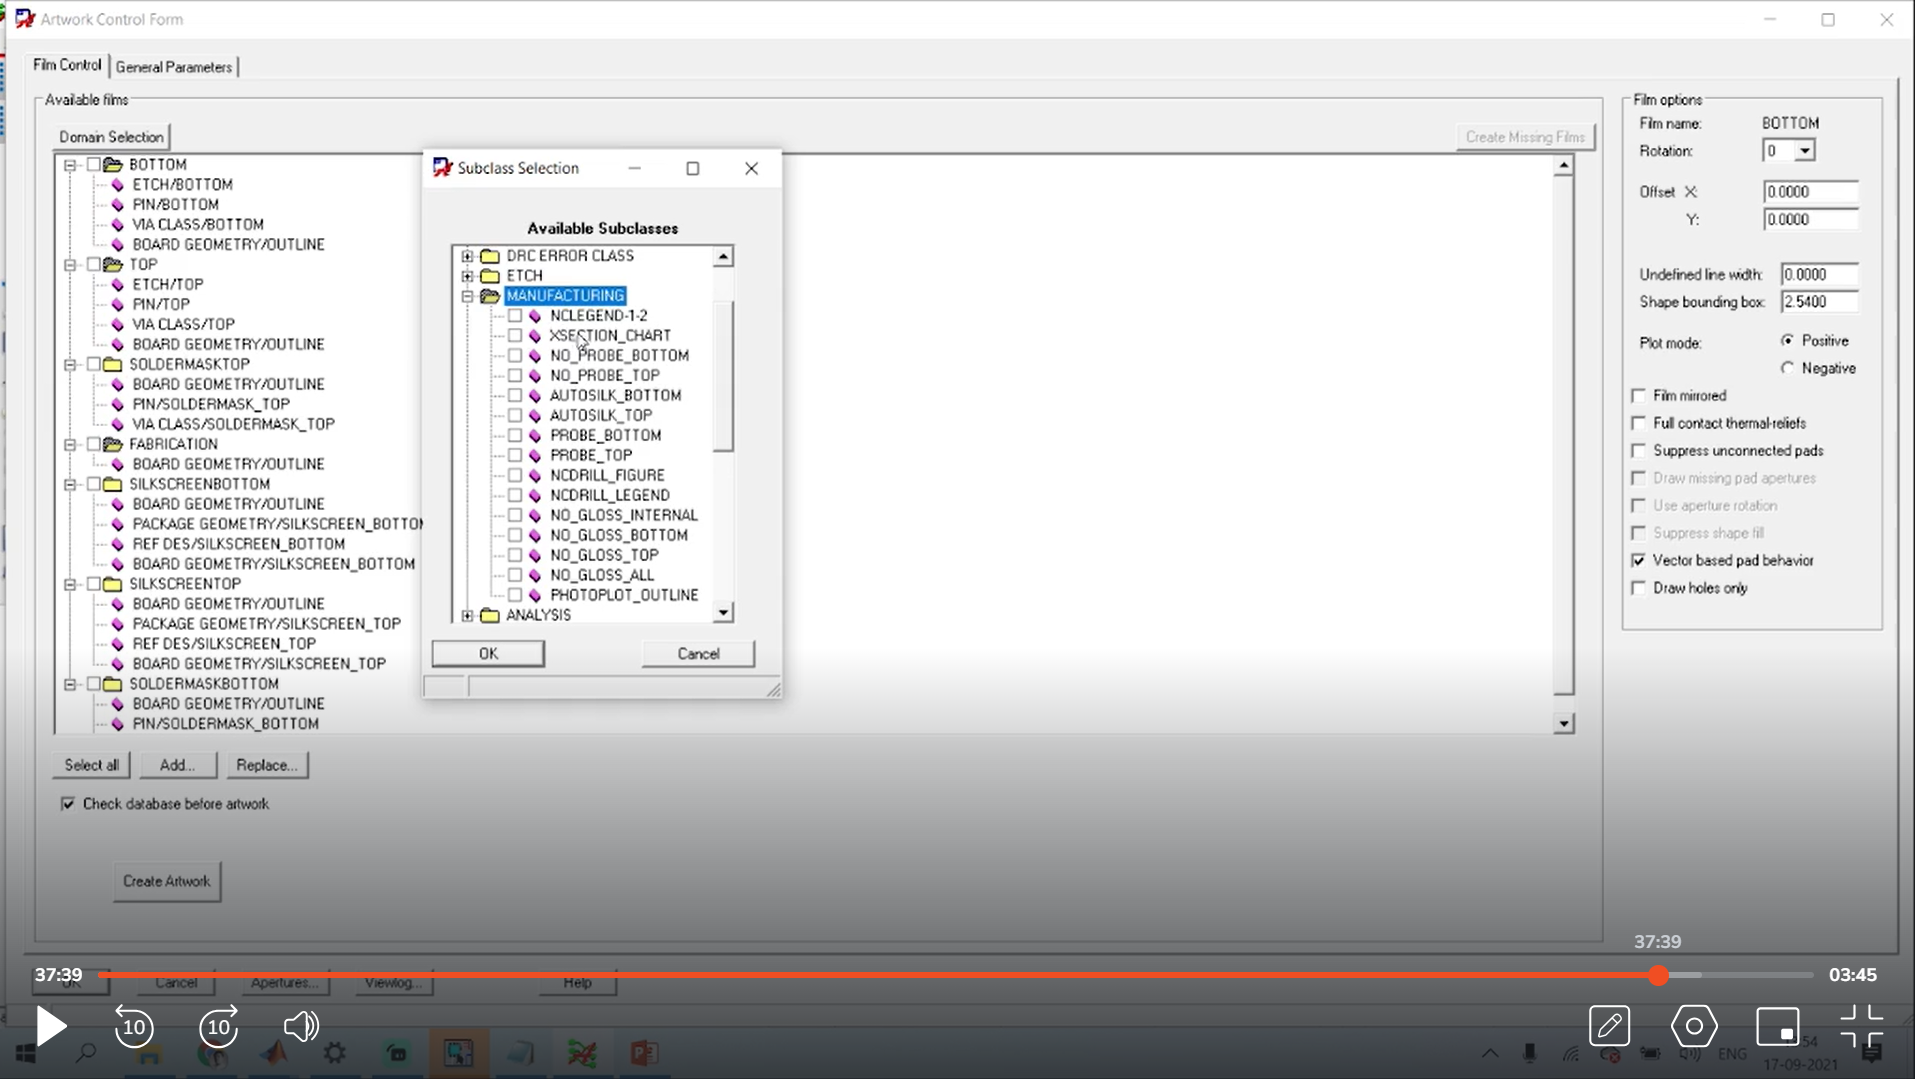 Artwork Control Form
Film Control
General Parameters
Available films
Domain Selection
Create Missing Films
BOTTOM
ETCH/BOTTOM
PIN/BOTTOM
VIA CLASS/BOTTOM
BOARD GEOMETRY/OUTLINE
TOP
ETCH/TOP
PIN/TOP
VIA CLASS/TOP
BOARD GEOMETRY/OUTLINE
SOLDERMASKTOP
BOARD GEOMETRY/OUTLINE
PIN/SOLDERMASK_TOP
VIA CLASS/SOLDERMASK_TOP
FABRICATION
BOARD GEOMETRY/OUTLINE
SILKSCREENBOTTOM
BOARD GEOMETRY/OUTLINE
PACKAGE GEOMETRY/SILKSCREEN_BOTTOM
REF DES/SILKSCREEN_BOTTOM
BOARD GEOMETRY/SILKSCREEN_BOTTOM
SILKSCREENTOP
BOARD GEOMETRY/OUTLINE
PACKAGE GEOMETRY/SILKSCREEN_TOP
REF DES/SILKSCREEN_TOP
BOARD GEOMETRY/SILKSCREEN_TOP
SOLDERMASKBOTTOM
BOARD GEOMETRY/OUTLINE
PIN/SOLDERMASK_BOTTOM
Subclass Selection
Available Subclasses
DRC ERROR CLASS
ETCH
MANUFACTURING
NCLEGEND-1-2
XSECTION_CHART
NO_PROBE_BOTTOM
NO_PROBE_TOP
AUTOSILK_BOTTOM
AUTOSILK_TOP
PROBE_BOTTOM
PROBE_TOP
NCDRILL_FIGURE
NCDRILL_LEGEND
NO_GLOSS_INTERNAL
NO_GLOSS_BOTTOM
NO_GLOSS_TOP
NO_GLOSS_ALL
PHOTOPLOT_OUTLINE
ANALYSIS
OK
Cancel
Film options
Film name: BOTTOM
Rotation: 0
Offset X: 0.0000
Y: 0.0000
Undefined line width: 0.0000
Shape bounding box: 2.5400
Plot mode: Positive
Negative
Film mirrored
Full contact thermal-reliefs
Suppress unconnected pads
Draw missing pad apertures
Use aperture rotation
Suppress shape fill
Vector based pad behavior
Draw holes only
Select all
Add...
Replace...
Check database before artwork
Create Artwork
37:39
37:39
03:45
OK
Cancel
Apertures...
Viewlog...
Help
10
10
ENG
54
17-09-2021